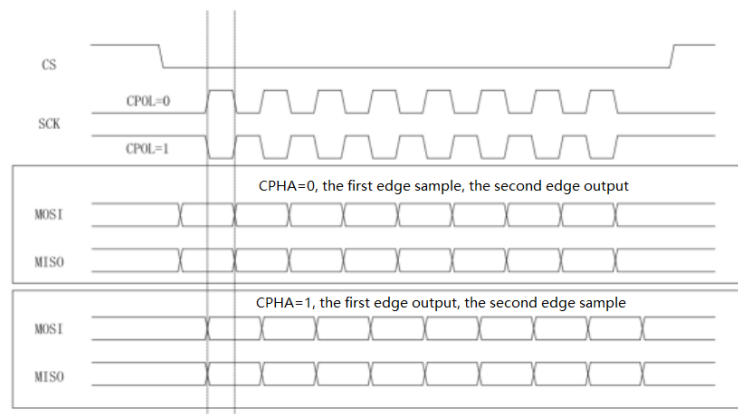 CS
CPOL=0
SCK
CPOL=1
CPHA=0, the first edge sample, the second edge output
MOSI
MISO
CPHA=1, the first edge output, the second edge sample
MOSI
MISO